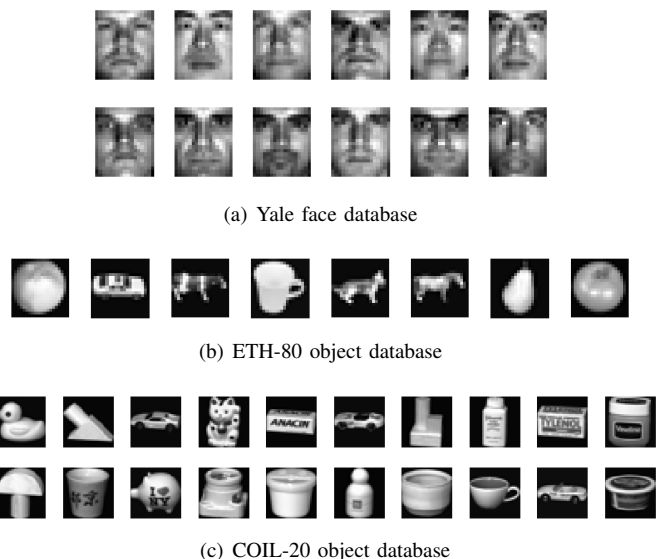 (a) Yale face database
(b) ETH-80 object database
ANACIN
TYLENOL
Vaseline
I ♥
NY
(c) COIL-20 object database